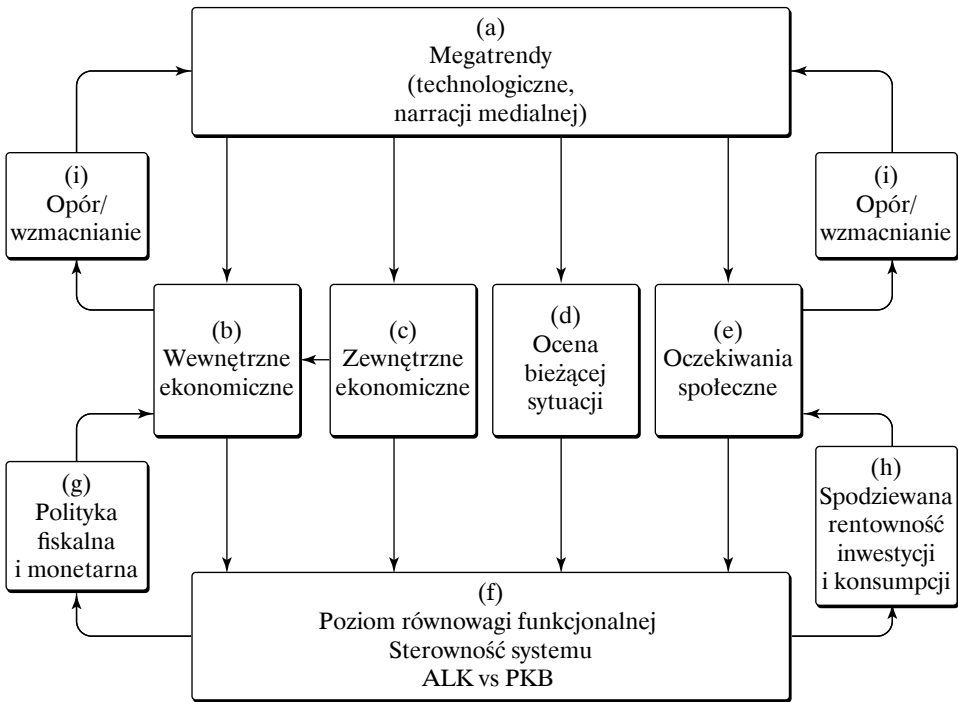 (a)
Megatrendy
(technologiczne,
narracji medialnej)
(i)
Opór/
wzmacnianie
(i)
Opór/
wzmacnianie
(b)
Wewnętrzne
ekonomiczne
(c)
Zewnętrzne
ekonomiczne
(d)
Ocena
bieżącej
sytuacji
(e)
Oczekiwania
społeczne
(g)
Polityka
fiskalna
i monetarna
(h)
Spodziewana
rentowność
inwestycji
i konsumpcji
(f)
Poziom równowagi funkcjonalnej
Sterowność systemu
ALK vs PKB